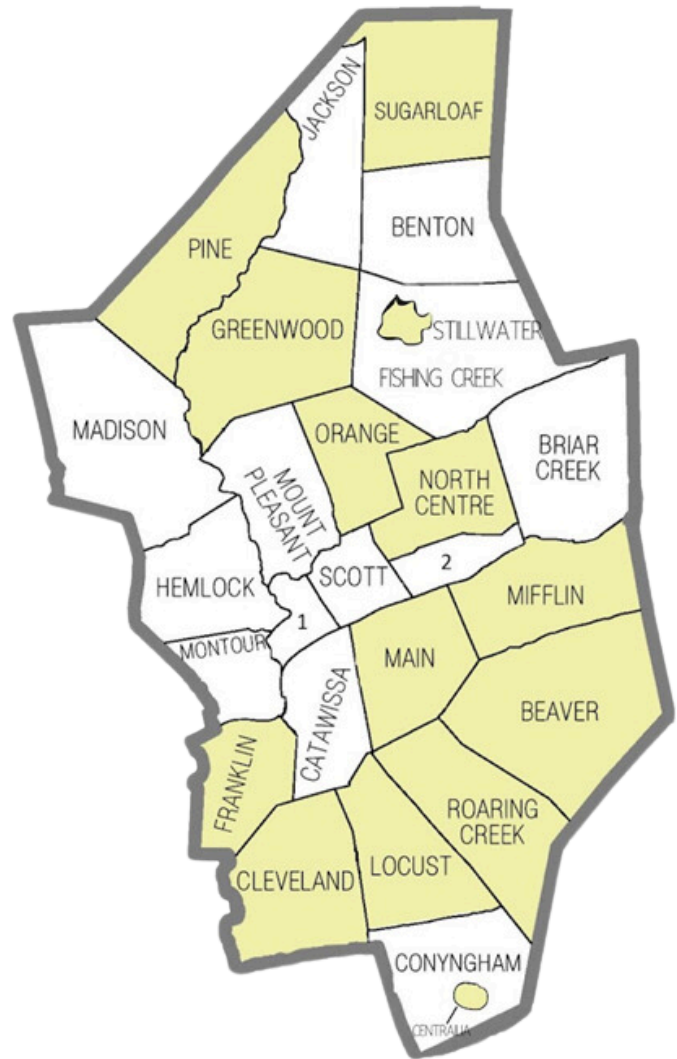 JACKSON
SUGARLOAF
BENTON
PINE
GREENWOOD
STILLWATER
FISHING CREEK
MADISON
ORANGE
BRIAR
CREEK
MOUNT
PLEASANT
NORTH
CENTRE
HEMLOCK
SCOTT
2
MIFFLIN
1
MONTOUR
MAIN
CATAWISSA
BEAVER
FRANKLIN
ROARING
CREEK
LOCUST
CLEVELAND
CONYNGHAM
CENTRALIA